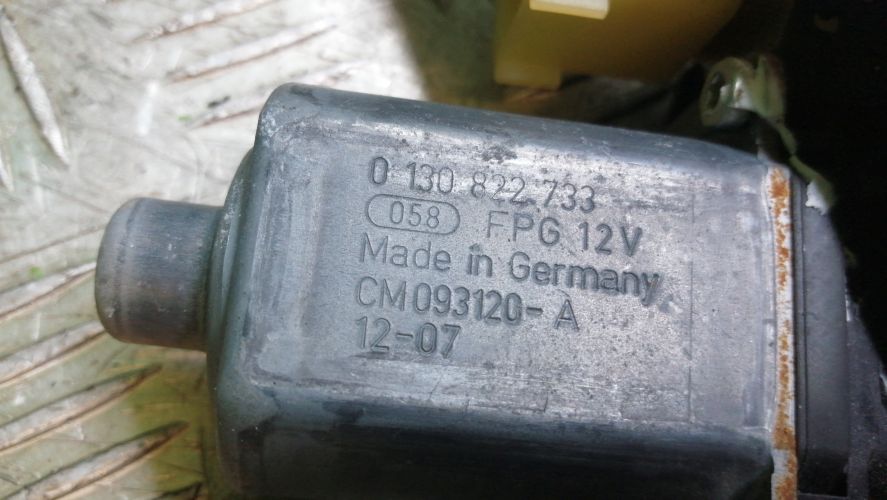 0 130 822 733
058 FPG 12V
Made in Germany
CM093120-A
12-07